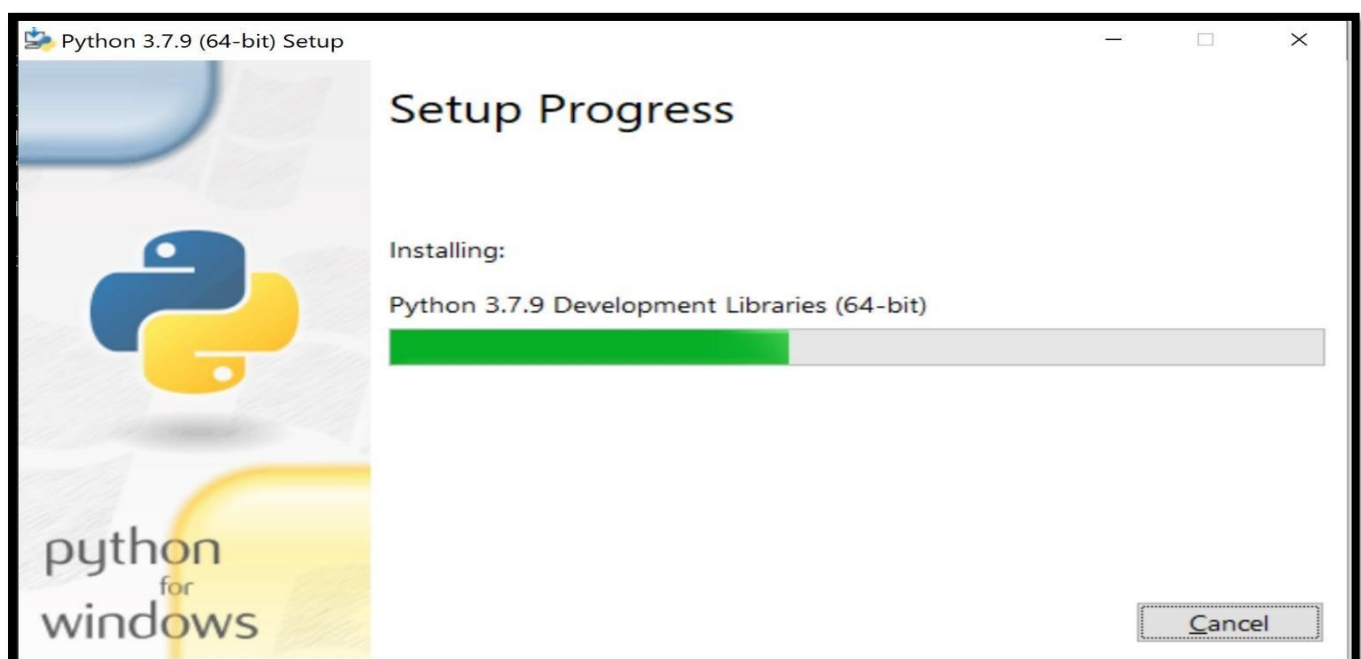 Python 3.7.9 (64-bit) Setup
Setup Progress
Installing:
Python 3.7.9 Development Libraries (64-bit)
python
for
windows
Cancel